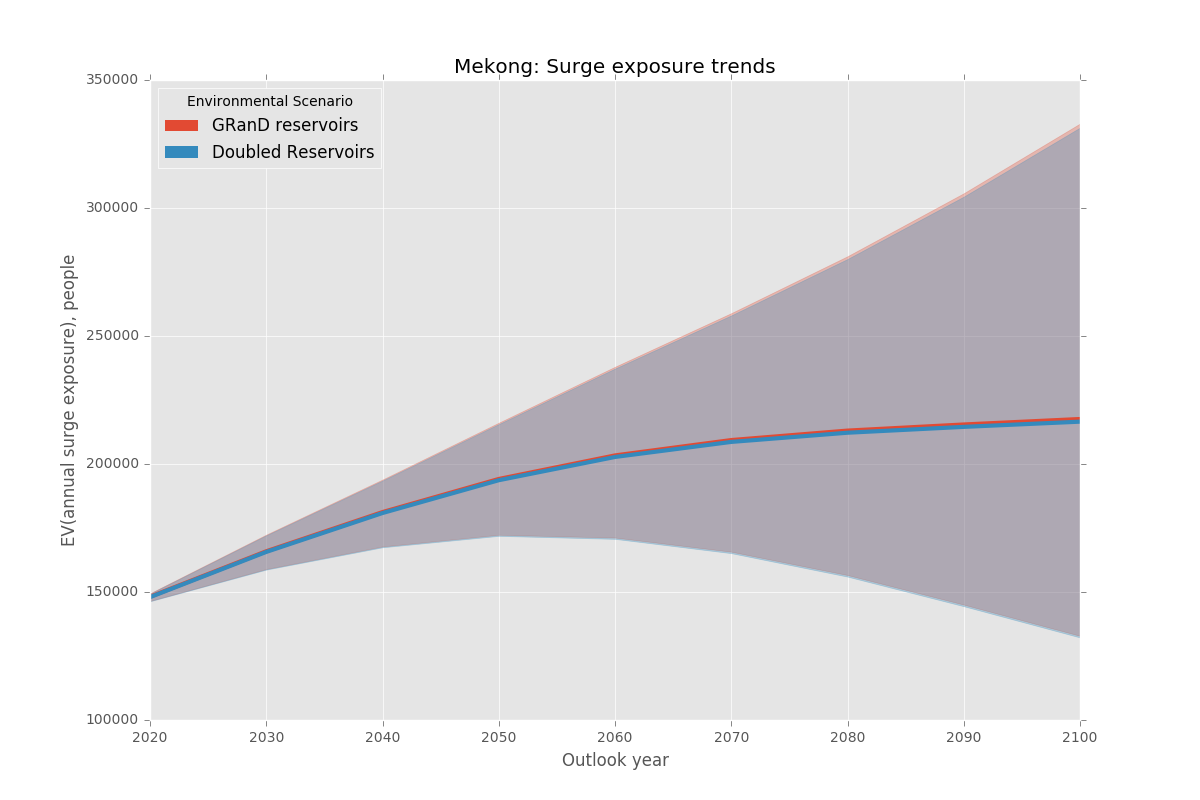 Mekong: Surge exposure trends
Environmental Scenario
GRanD reservoirs
Doubled Reservoirs
EV(annual surge exposure), people
350000
300000
250000
200000
150000
100000
2020 2030 2040 2050 2060 2070 2080 2090 2100
Outlook year